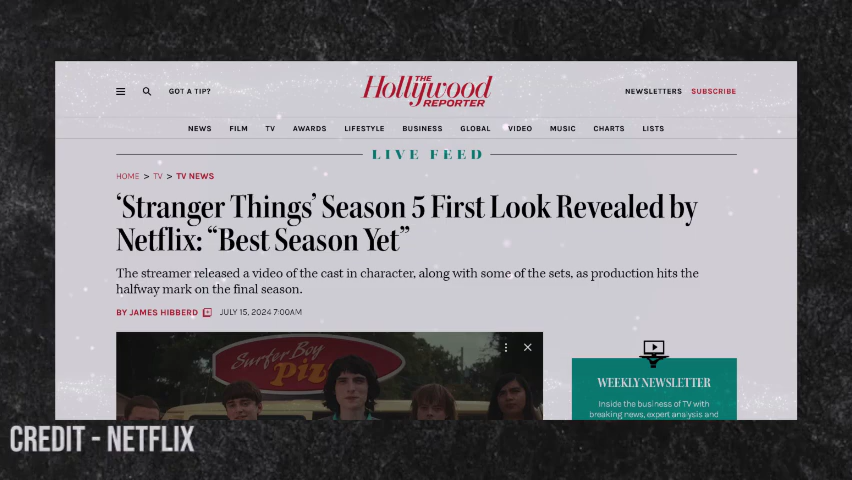 THE
Hollywood
REPORTER
GOT A TIP?
NEWSLETTERS SUBSCRIBE
NEWS FILM TV AWARDS LIFESTYLE BUSINESS GLOBAL VIDEO MUSIC CHARTS LISTS
LIVE FEED
HOME > TV > TV NEWS
‘Stranger Things’ Season 5 First Look Revealed by
Netflix: “Best Season Yet”
The streamer released a video of the cast in character, along with some of the sets, as production hits the
halfway mark on the final season.
BY JAMES HIBBERD JULY 15, 2024 7:00AM
Surfer Boy
Piz
WEEKLY NEWSLETTER
Inside the business of TV with
breaking news, expert analysis and
CREDIT - NETFLIX